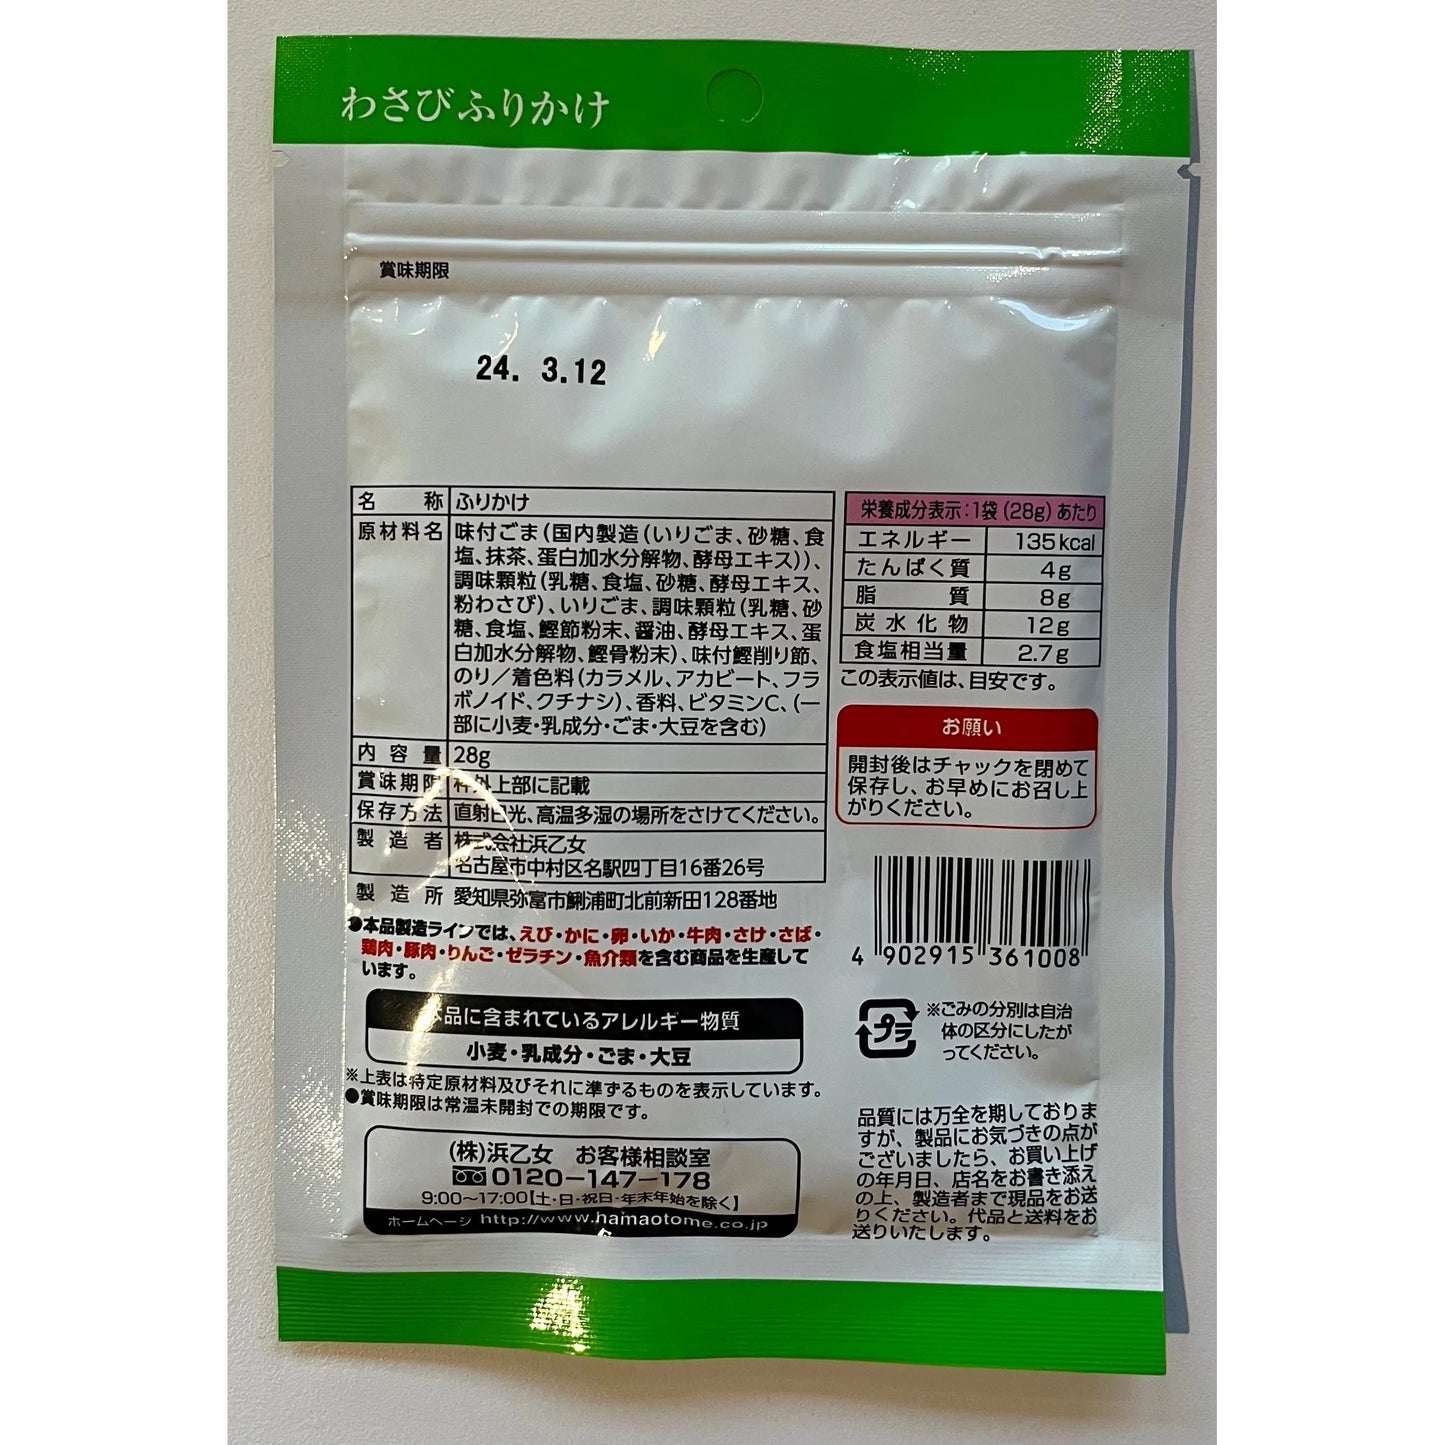 わさびふりかけ
賞味期限
24. 3.12
名称 ふりかけ
原材料名 味付ごま(国内製造(いりごま、砂糖、食
塩、抹茶、蛋白加水分解物、酵母エキス))、
調味顆粒(乳糖、食塩、砂糖、酵母エキス、
粉わさび)、いりごま、調味顆粒(乳糖、砂
糖、食塩、鰹節粉末、醤油、酵母エキス、蛋
白加水分解物、鰹骨粉末)、味付鰹削り節、
のり/着色料(カラメル、アカビート、フラ
ボノイド、クチナシ)、香料、ビタミンC、(一
部に小麦・乳成分・ごま・大豆を含む)
内容量 28g
賞味期限 枠外上部に記載
保存方法 直射日光、高温多湿の場所をさけてください。
製造者 株式会社浜乙女
名古屋市中村区名駅四丁目16番26号
製造所 愛知県弥富市鯏浦町北前新田128番地
●本品製造ラインでは、えび・かに・卵・いか・牛肉・さけ・さば・
鶏肉・豚肉・りんご・ゼラチン・魚介類を含む商品を生産して
います。
本品に含まれているアレルギー物質
小麦・乳成分・ごま・大豆
※上表は特定原材料及びそれに準ずるものを表示しています。
●賞味期限は常温未開封での期限です。
(株)浜乙女 お客様相談室
0120-147-178
9:00~17:00【土・日・祝日・年末年始を除く】
ホームページ http://www.hamaotome.co.jp
栄養成分表示:1袋(28g)あたり
エネルギー 135kcal
たんぱく質 4g
脂質 8g
炭水化物 12g
食塩相当量 2.7g
この表示値は、目安です。
お願い
開封後はチャックを閉めて
保存し、お早めにお召し上
がりください。
4 902915 361008
プラ
※ごみの分別は自治
体の区分にしたが
ってください。
品質には万全を期しておりま
すが、製品にお気づきの点が
ございましたら、お買い上げ
の年月日、店名をお書き添え
の上、製造者まで現品をお送
りください。代品と送料をお
送りいたします。